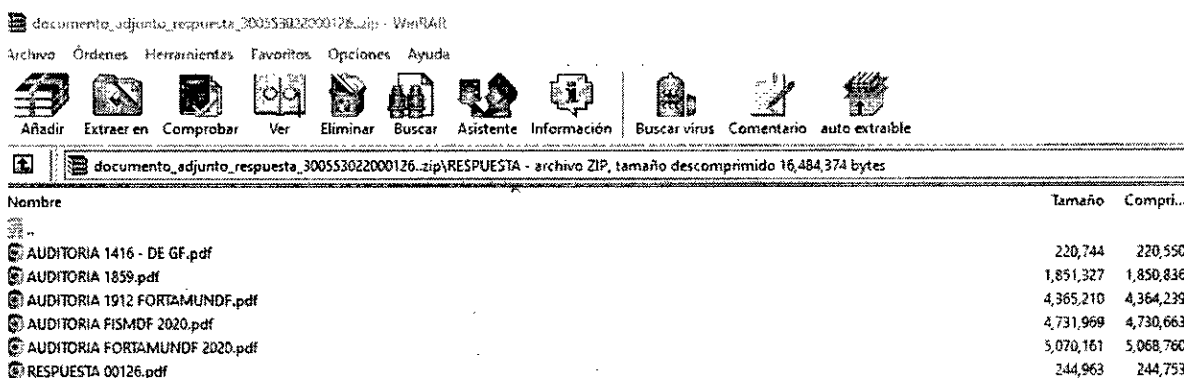 documento_adjunto_respuesta_300553022000126..zip - WinRAR
Archivo Órdenes Herramientas Favoritos Opciones Ayuda
Añadir Extraer en Comprobar Ver Eliminar Buscar Asistente Información Buscar virus Comentario auto extraíble
documento_adjunto_respuesta_300553022000126..zip\RESPUESTA - archivo ZIP, tamaño descomprimido 16,484,374 bytes
Nombre Tamaño Compri...
..
AUDITORIA 1416 - DE GF.pdf 220,744 220,550
AUDITORIA 1859.pdf 1,851,327 1,850,836
AUDITORIA 1912 FORTAMUNDF.pdf 4,365,210 4,364,239
AUDITORIA FISMDF 2020.pdf 4,731,969 4,730,663
AUDITORIA FORTAMUNDF 2020.pdf 5,070,161 5,068,760
RESPUESTA 00126.pdf 244,963 244,753